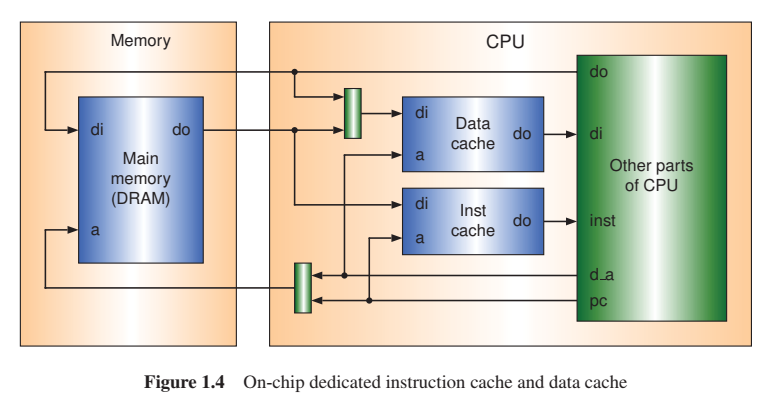 Memory
CPU
do
di
do
Main
memory
(DRAM)
a
di
Data
cache
do
a
di
Other parts
of CPU
di
Inst
cache
do
a
inst
d_a
pc
Figure 1.4 On-chip dedicated instruction cache and data cache